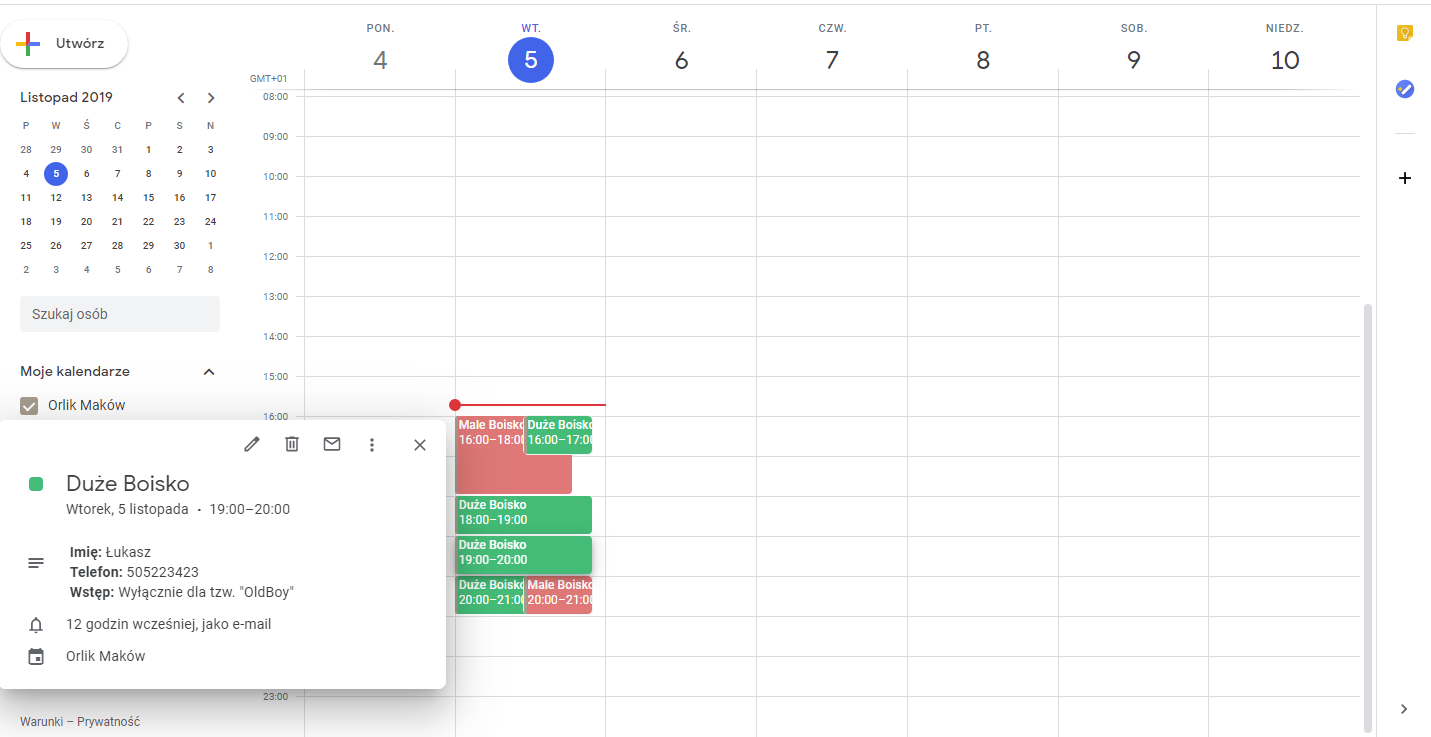 Utwórz
Listopad 2019
P W Ś C P S N
28 29 30 31 1 2 3
4 5 6 7 8 9 10
11 12 13 14 15 16 17
18 19 20 21 22 23 24
25 26 27 28 29 30 1
2 3 4 5 6 7 8
Szukaj osób
Moje kalendarze
Orlik Maków
PON. WT. ŚR. CZW. PT. SOB. NIEDZ.
4 5 6 7 8 9 10
GMT+01
08:00
09:00
10:00
11:00
12:00
13:00
14:00
15:00
16:00
Male Boisko
16:00–18:00
Duże Boisko
16:00–17:00
Duże Boisko
18:00–19:00
Duże Boisko
19:00–20:00
Duże Boisko
20:00–21:00
Male Boisko
20:00–21:00
Duże Boisko
Wtorek, 5 listopada • 19:00–20:00
Imię: Łukasz
Telefon: 505223423
Wstęp: Wyłącznie dla tzw. "OldBoy"
12 godzin wcześniej, jako e-mail
Orlik Maków
23:00
Warunki – Prywatność